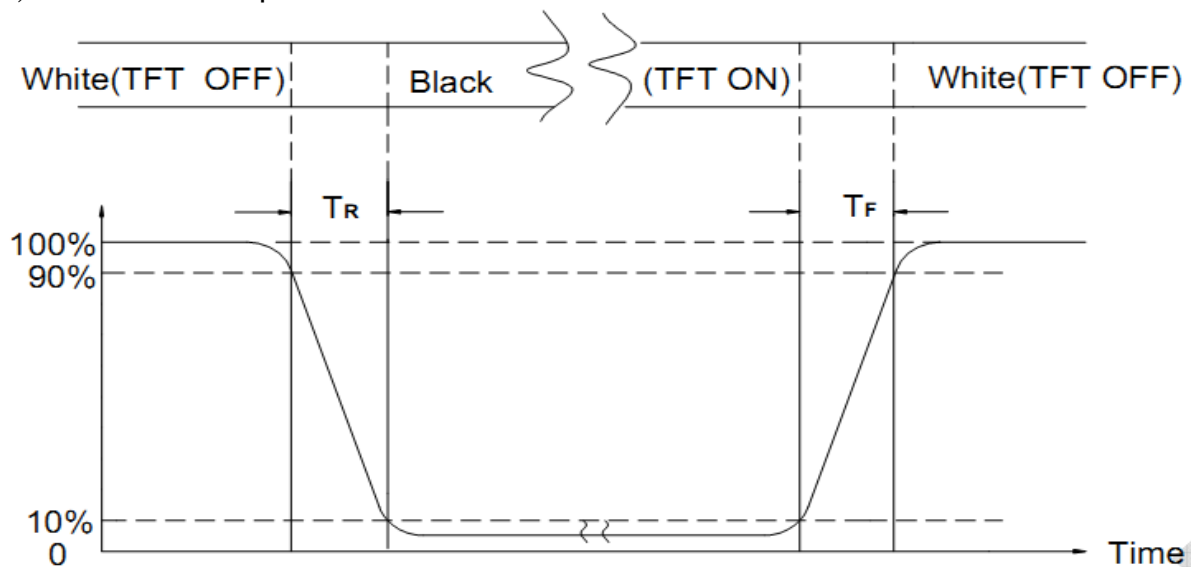 White(TFT OFF) Black (TFT ON) White(TFT OFF)
TR TF
100%
90%
10%
0
Time